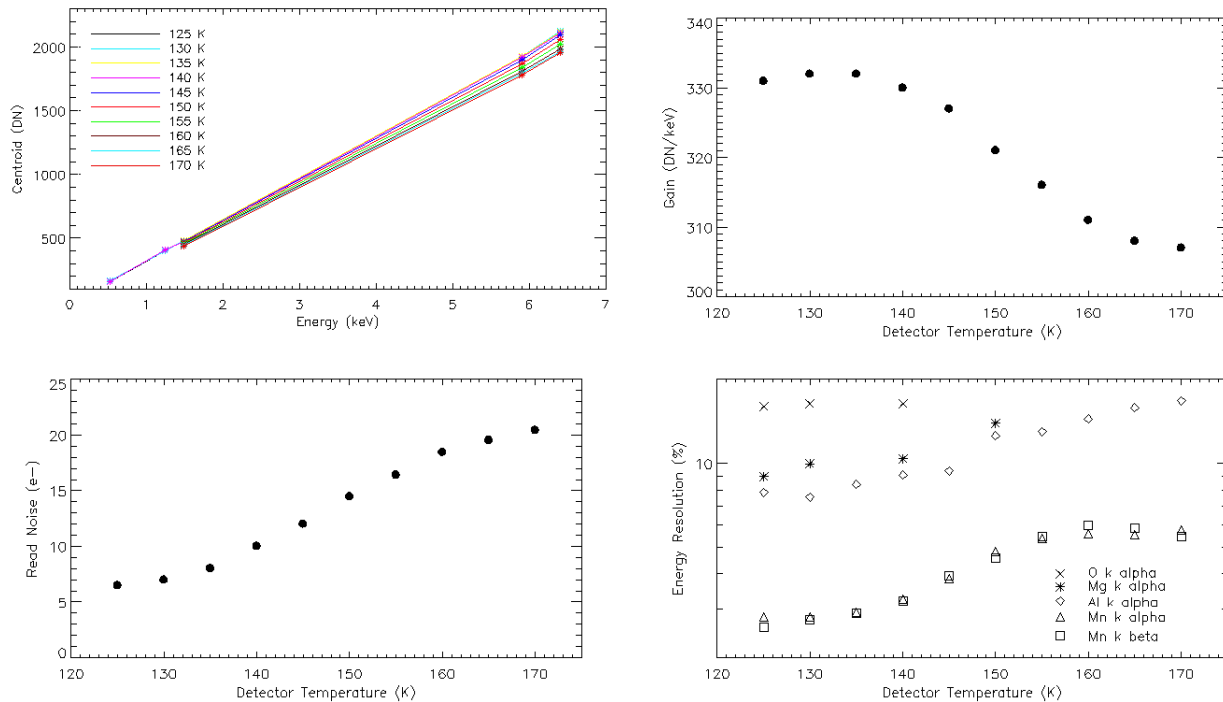 2000
1500
1000
500
Centroid (DN)
125 K
130 K
135 K
140 K
145 K
150 K
155 K
160 K
165 K
170 K
0 1 2 3 4 5 6 7
Energy (keV)
340
330
320
310
300
Gain (DN/keV)
120 130 140 150 160 170
Detector Temperature (K)
25
20
15
10
5
0
Read Noise (e-)
120 130 140 150 160 170
Detector Temperature (K)
10
Energy Resolution (%)
O k alpha
Mg k alpha
Al k alpha
Mn k alpha
Mn k beta
120 130 140 150 160 170
Detector Temperature (K)